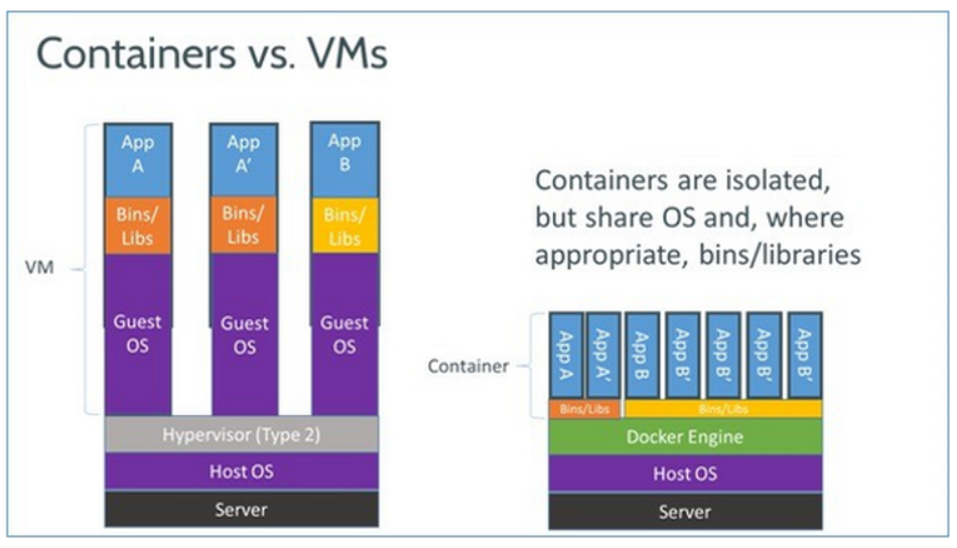 Containers vs. VMs
VM
App
A
Bins/
Libs
Guest
OS
App
A’
Bins/
Libs
Guest
OS
App
B
Bins/
Libs
Guest
OS
Hypervisor (Type 2)
Host OS
Server
Containers are isolated,
but share OS and, where
appropriate, bins/libraries
Container
App A
App A’
App B
App B’
App B’
App B’
App B’
Bins/Libs
Bins/Libs
Docker Engine
Host OS
Server